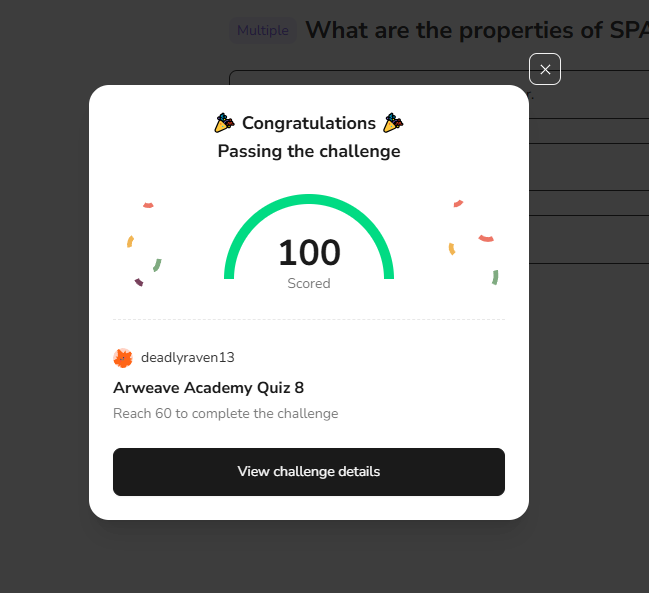 Multiple What are the properties of SPA
Congratulations
Passing the challenge
100
Scored
deadlyraven13
Arweave Academy Quiz 8
Reach 60 to complete the challenge
View challenge details